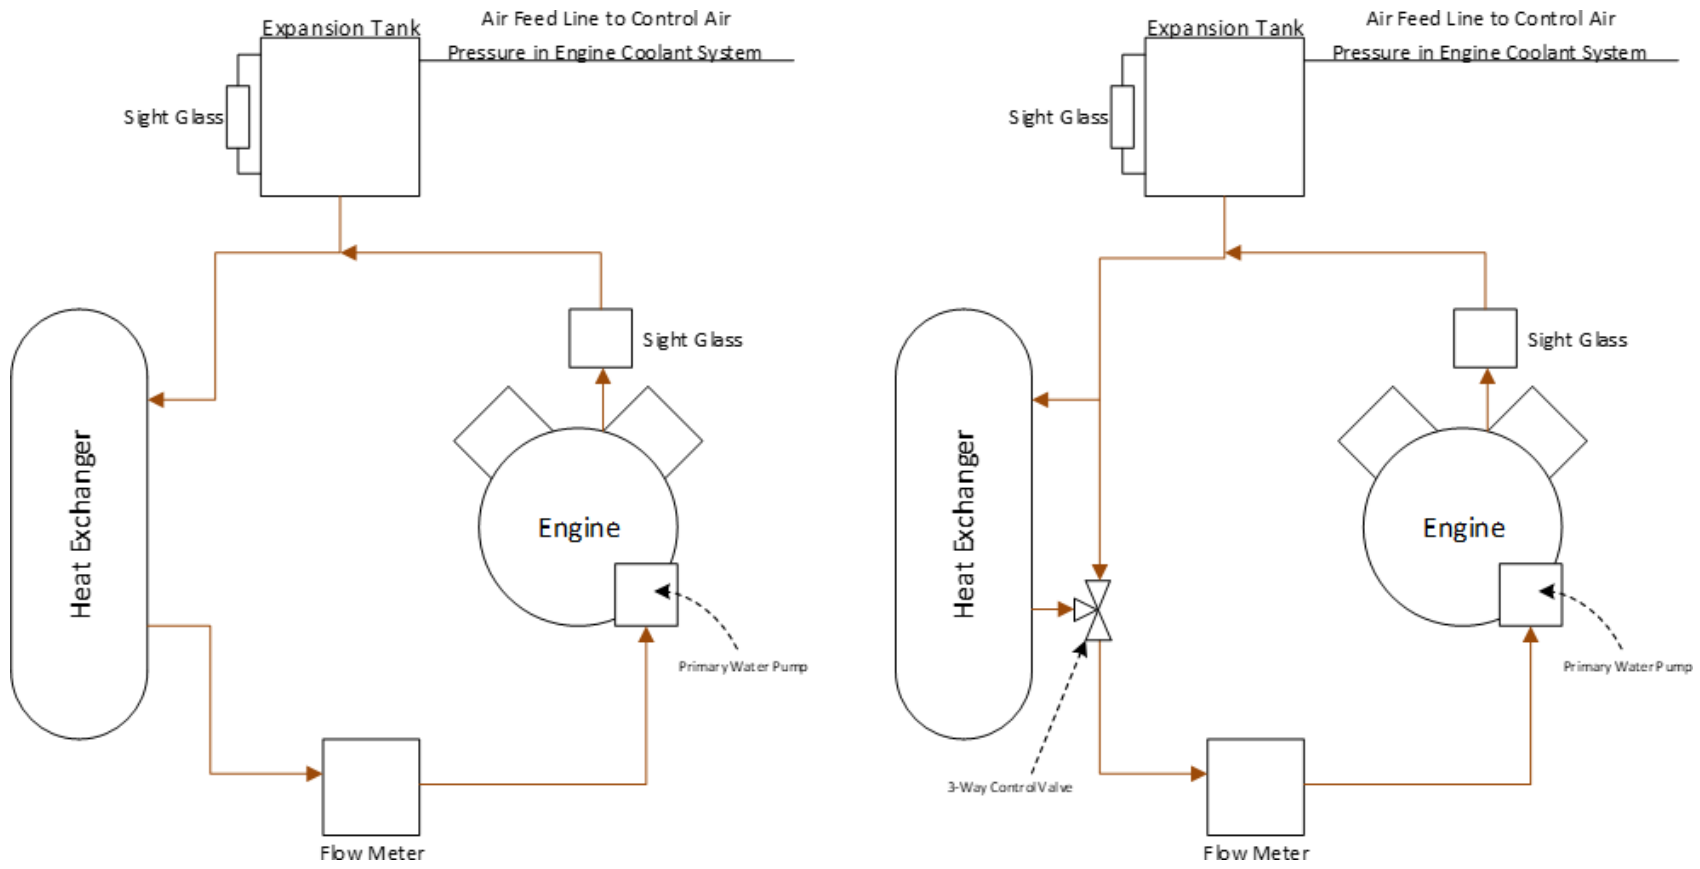 Expansion Tank
Air Feed Line to Control Air
Pressure in Engine Coolant System
Sight Glass
Sight Glass
Heat Exchanger
Engine
Primary Water Pump
Flow Meter
Expansion Tank
Air Feed Line to Control Air
Pressure in Engine Coolant System
Sight Glass
Sight Glass
Heat Exchanger
Engine
Primary Water Pump
3-Way Control Valve
Flow Meter